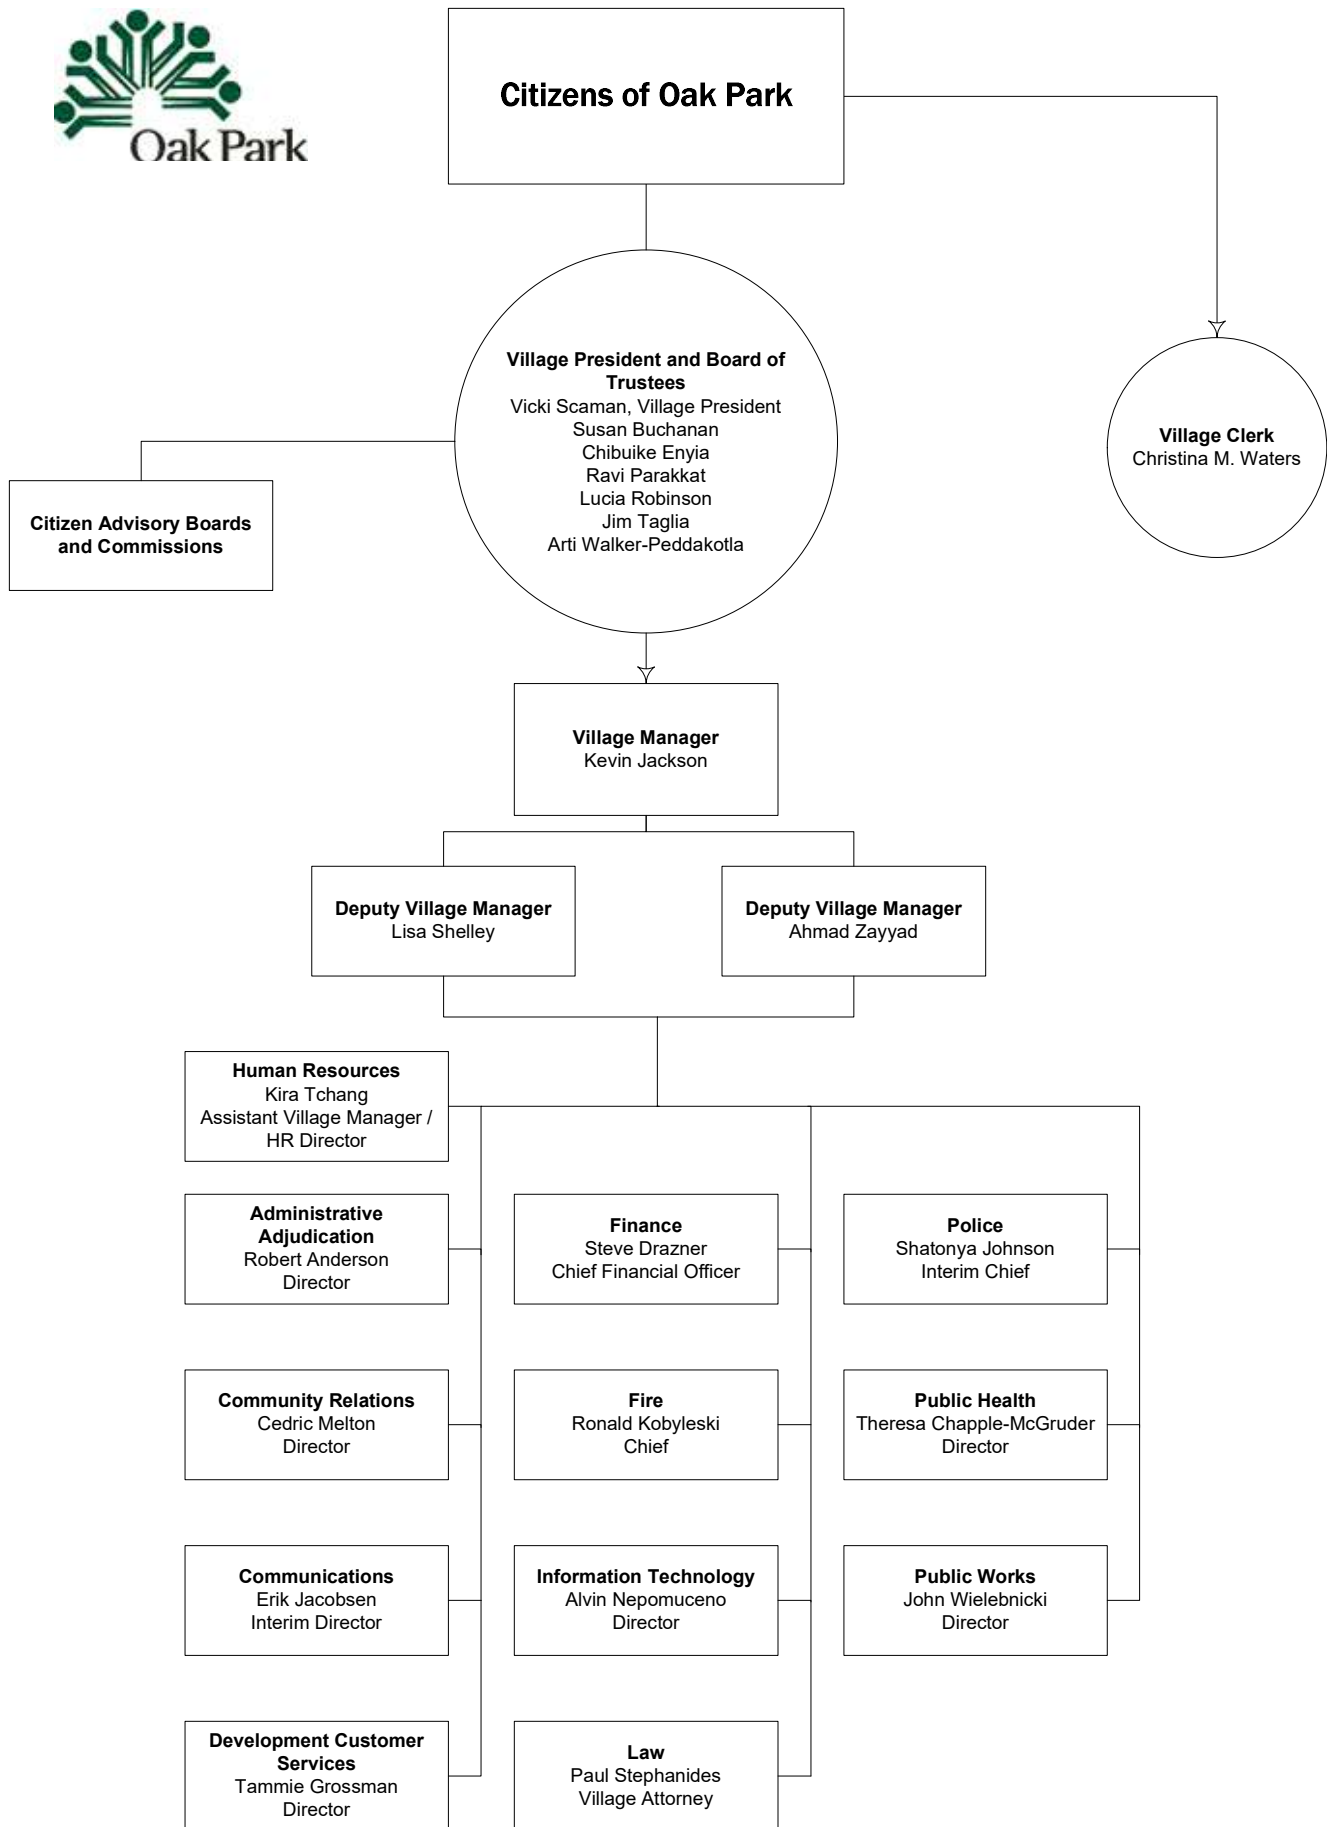 Oak Park
Citizens of Oak Park
Village President and Board of
Trustees
Vicki Scaman, Village President
Susan Buchanan
Chibuike Enyia
Ravi Parakkat
Lucia Robinson
Jim Taglia
Arti Walker-Peddakotla
Village Clerk
Christina M. Waters
Citizen Advisory Boards
and Commissions
Village Manager
Kevin Jackson
Deputy Village Manager
Lisa Shelley
Deputy Village Manager
Ahmad Zayyad
Human Resources
Kira Tchang
Assistant Village Manager /
HR Director
Administrative
Adjudication
Robert Anderson
Director
Finance
Steve Drazner
Chief Financial Officer
Police
Shatonya Johnson
Interim Chief
Community Relations
Cedric Melton
Director
Fire
Ronald Kobyleski
Chief
Public Health
Theresa Chapple-McGruder
Director
Communications
Erik Jacobsen
Interim Director
Information Technology
Alvin Nepomuceno
Director
Public Works
John Wielebnicki
Director
Development Customer
Services
Tammie Grossman
Director
Law
Paul Stephanides
Village Attorney